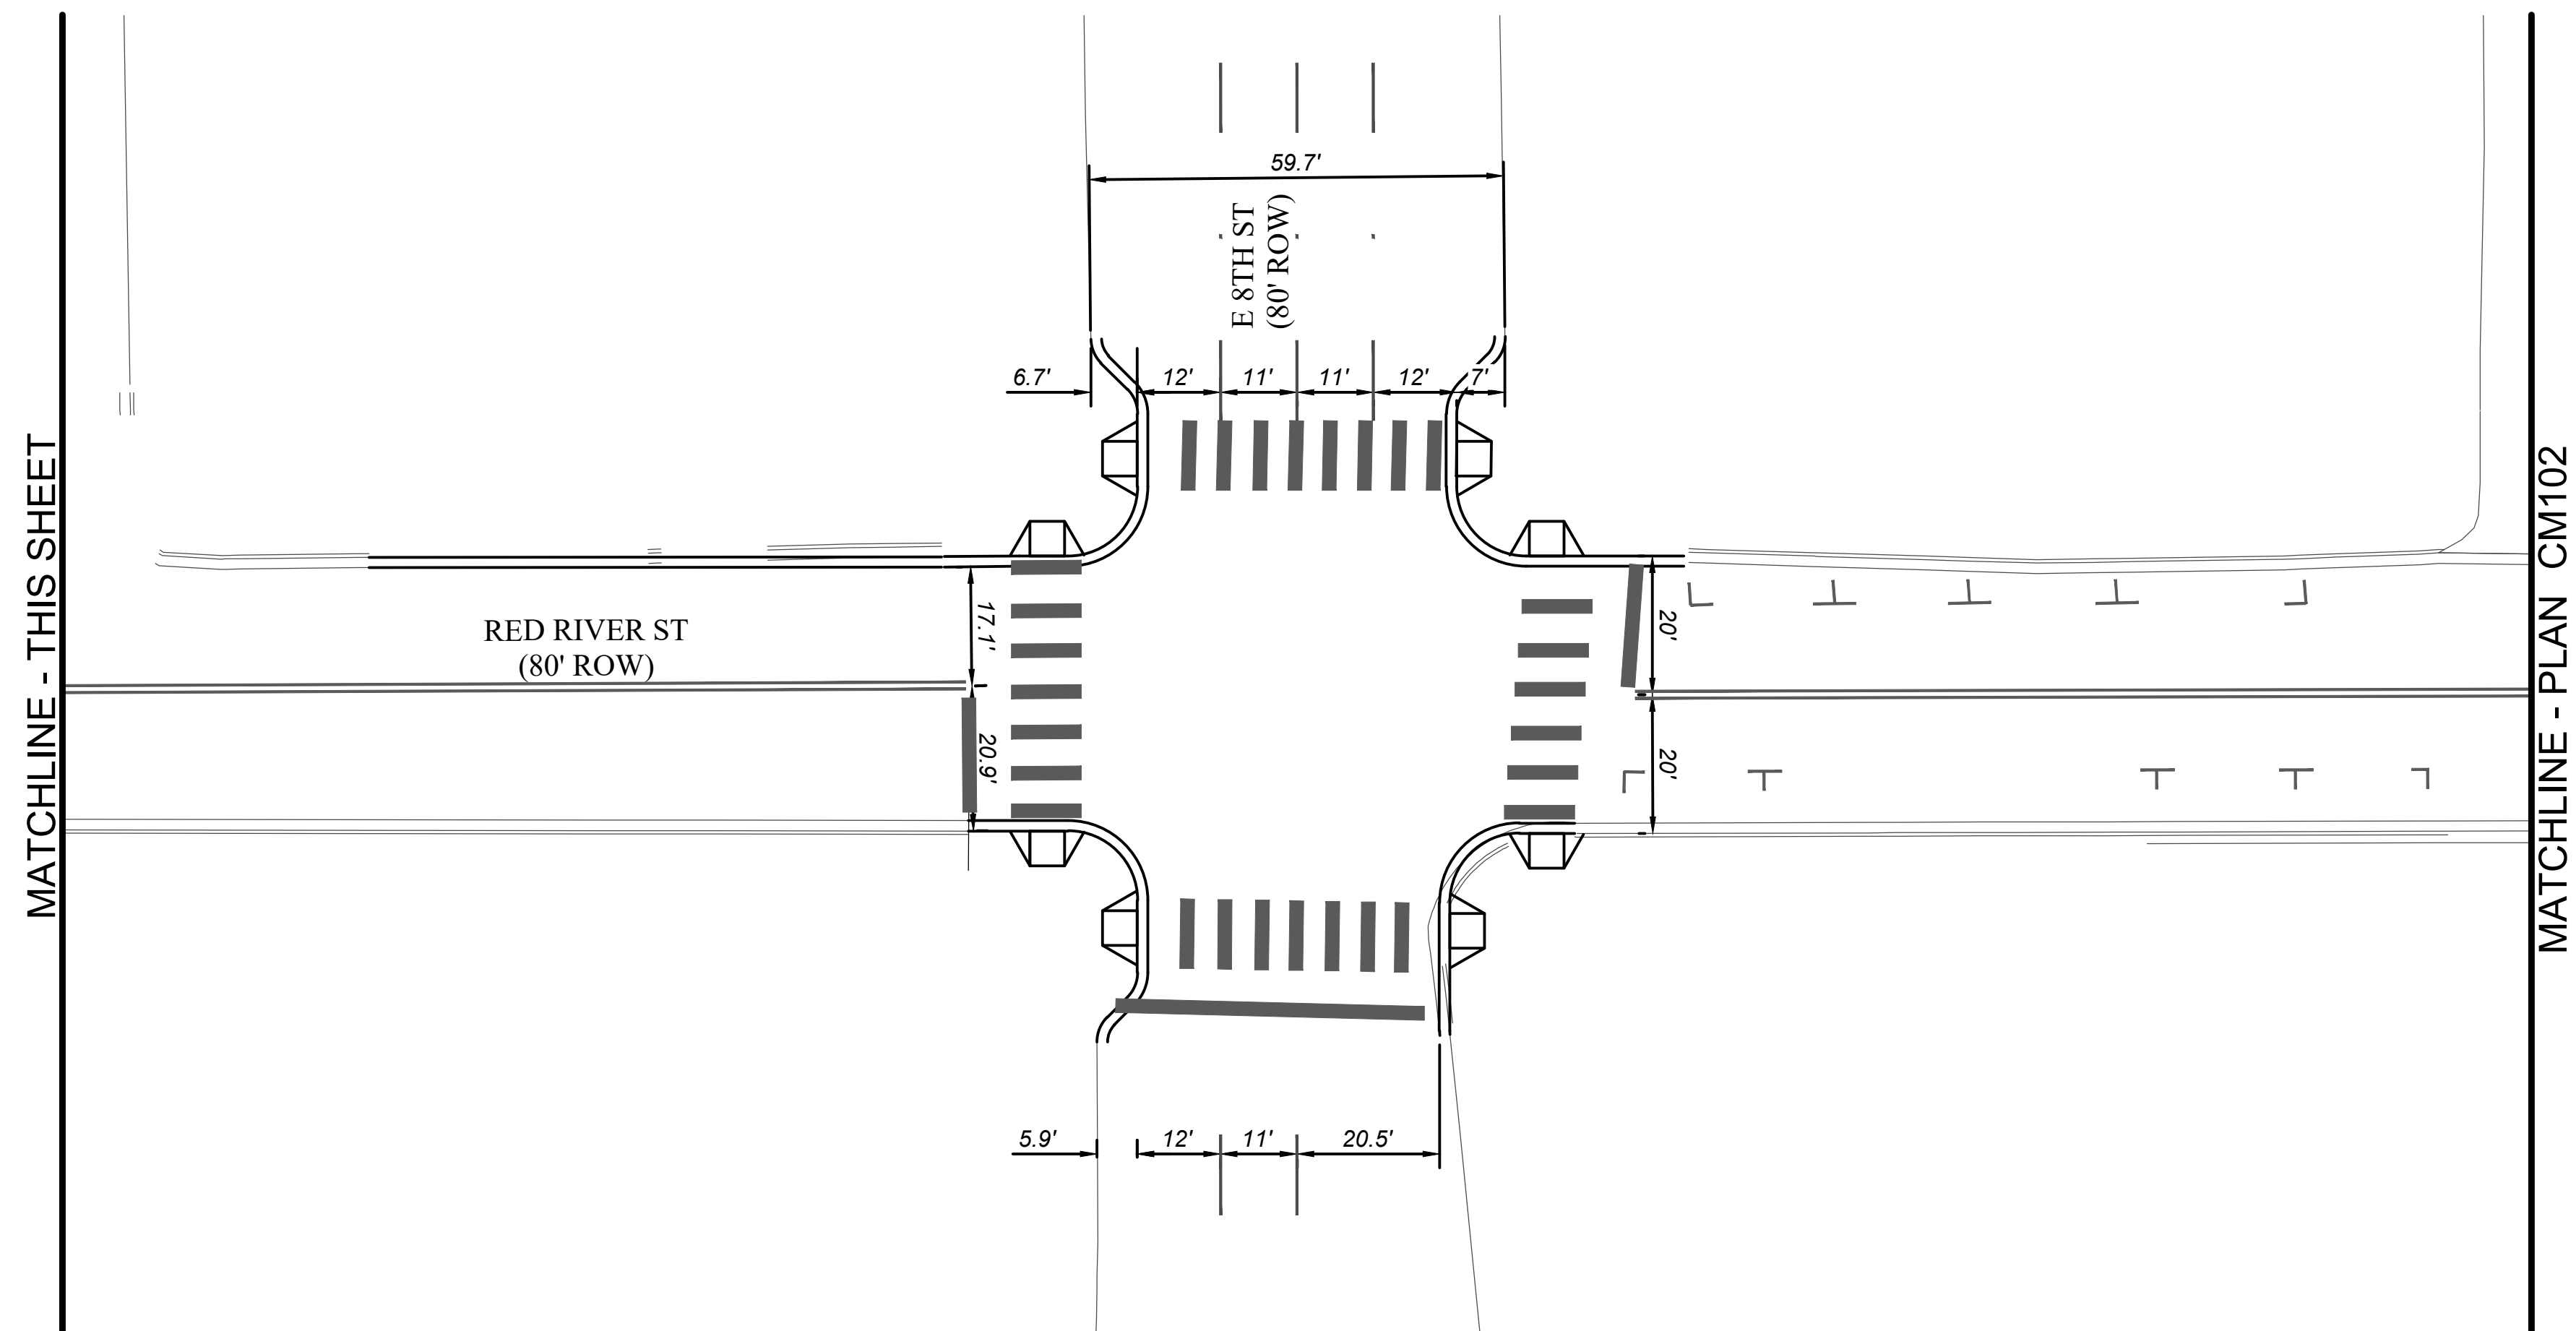 59.7'
E 8TH ST
(80' ROW)
6.7'
12'
11'
11'
12'
7'
MATCHLINE - THIS SHEET
RED RIVER ST
(80' ROW)
17.1'
20.9'
20'
20'
MATCHLINE - PLAN CM102
5.9'
12'
11'
20.5'